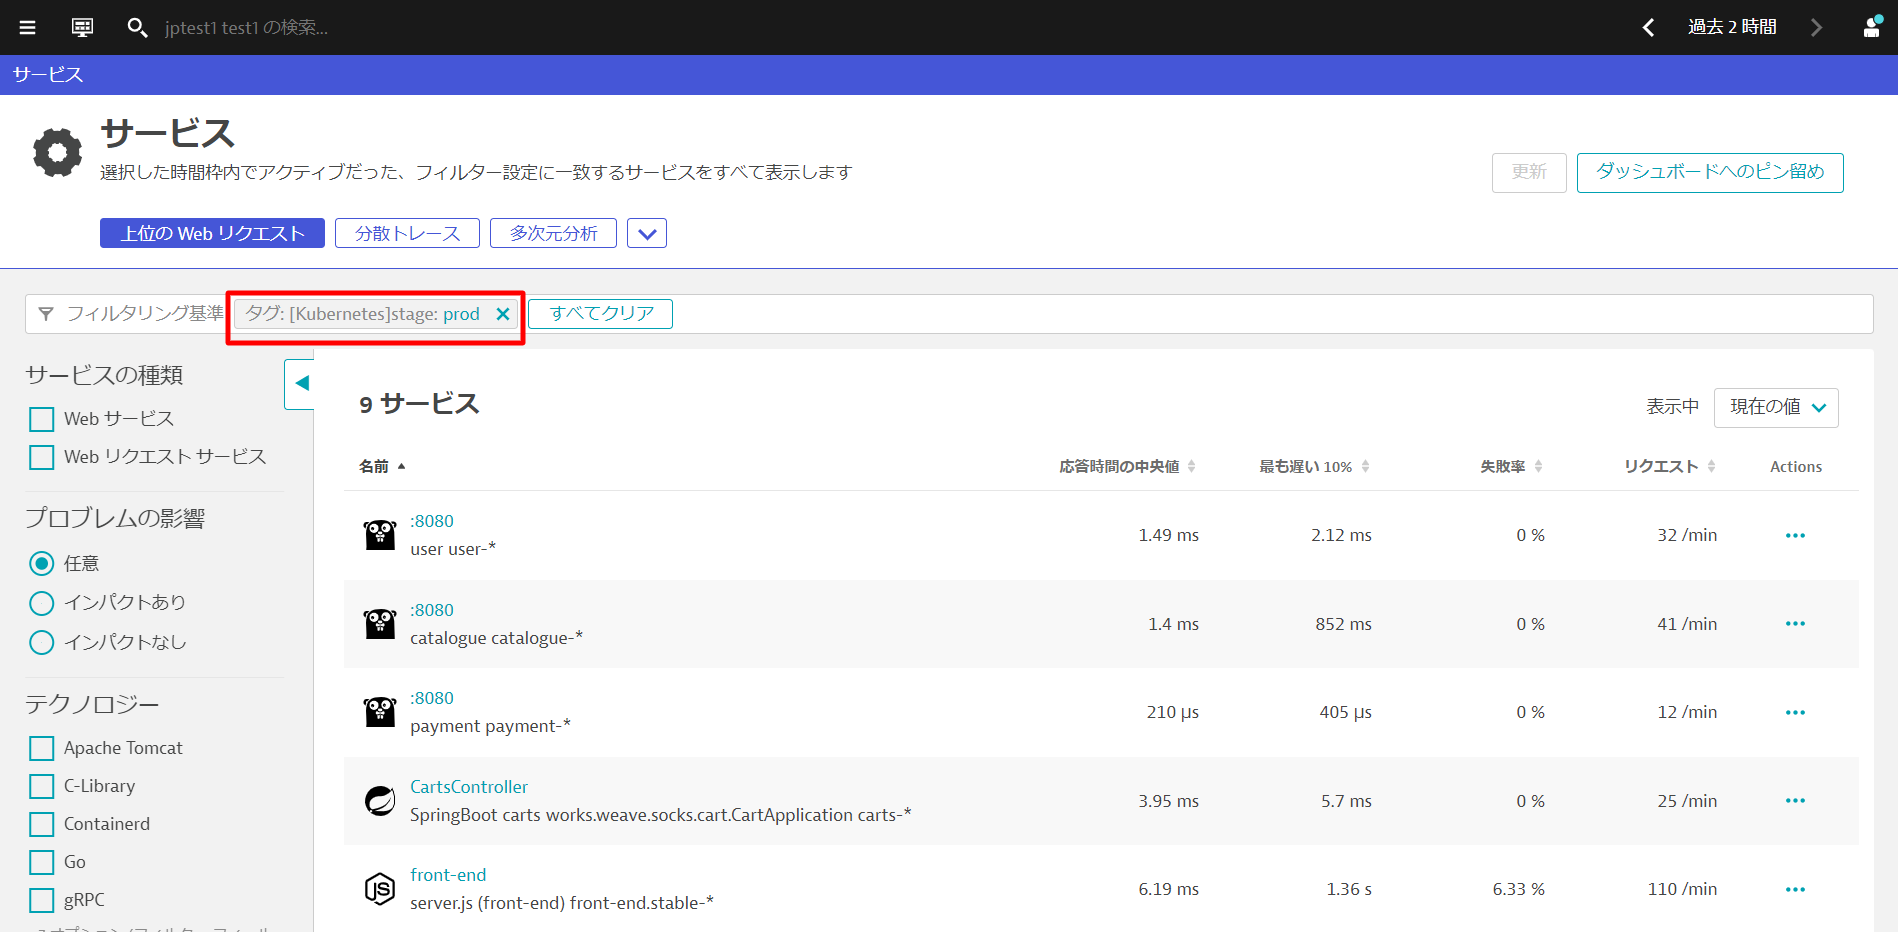 jptest1 test1 の検索...
過去 2 時間
サービス
サービス
選択した時間枠内でアクティブだった、フィルター設定に一致するサービスをすべて表示します
更新
ダッシュボードへのピン留め
上位の Web リクエスト
分散トレース
多次元分析
フィルタリング基準
タグ: [Kubernetes]stage: prod
すべてクリア
サービスの種類
Web サービス
Web リクエスト サービス
プロブレムの影響
任意
インパクトあり
インパクトなし
テクノロジー
Apache Tomcat
C-Library
Containerd
Go
gRPC
9 サービス
表示中 現在の値
名前 応答時間の中央値 最も遅い 10% 失敗率 リクエスト Actions
:8080
user user-* 1.49 ms 2.12 ms 0 % 32 /min
:8080
catalogue catalogue-* 1.4 ms 852 ms 0 % 41 /min
:8080
payment payment-* 210 µs 405 µs 0 % 12 /min
CartsController
SpringBoot carts works.weave.socks.cart.CartApplication carts-* 3.95 ms 5.7 ms 0 % 25 /min
front-end
server.js (front-end) front-end.stable-* 6.19 ms 1.36 s 6.33 % 110 /min